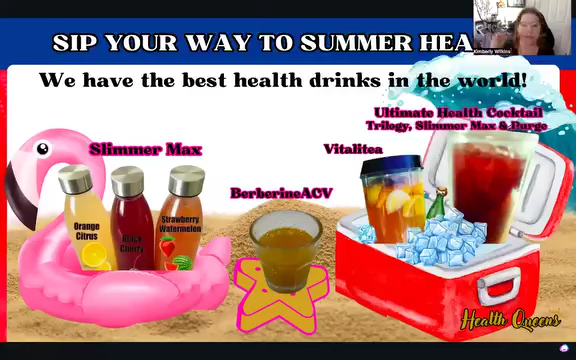 SIP YOUR WAY TO SUMMER HEA
Kimberly Wilkins
We have the best health drinks in the world!
Ultimate Health Cocktail
Trilogy, Slimmer Max & Purge
Slimmer Max
Vitalitea
BerberineACV
Orange
Citrus
Black
Cherry
Strawberry
Watermelon
Health Queens